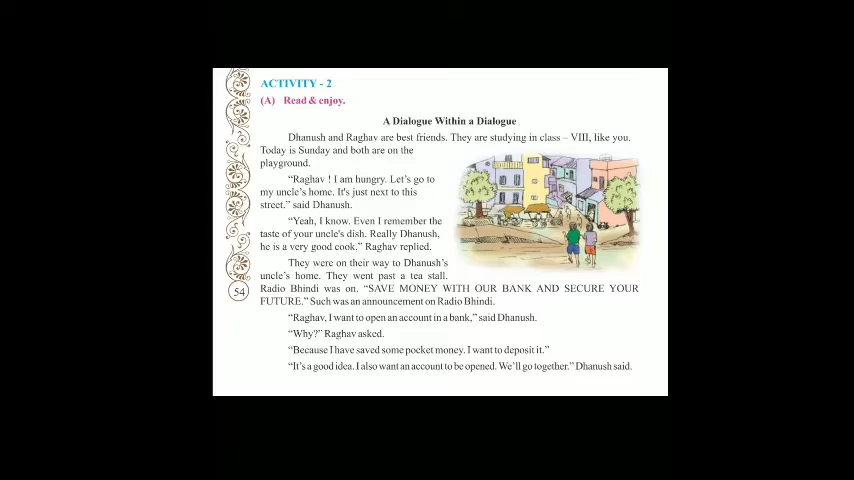 ACTIVITY - 2
(A) Read & enjoy.
A Dialogue Within a Dialogue
Dhanush and Raghav are best friends. They are studying in class – VIII, like you.
Today is Sunday and both are on the
playground.
“Raghav ! I am hungry. Let’s go to
my uncle’s home. It's just next to this
street.” said Dhanush.
“Yeah, I know. Even I remember the
taste of your uncle's dish. Really Dhanush,
he is a very good cook,” Raghav replied.
They were on their way to Dhanush’s
uncle’s home. They went past a tea stall.
Radio Bhindi was on. “SAVE MONEY WITH OUR BANK AND SECURE YOUR
FUTURE.” Such was an announcement on Radio Bhindi.
“Raghav, I want to open an account in a bank,” said Dhanush.
“Why?” Raghav asked.
“Because I have saved some pocket money. I want to deposit it.”
“It’s a good idea. I also want an account to be opened. We’ll go together.” Dhanush said.
54